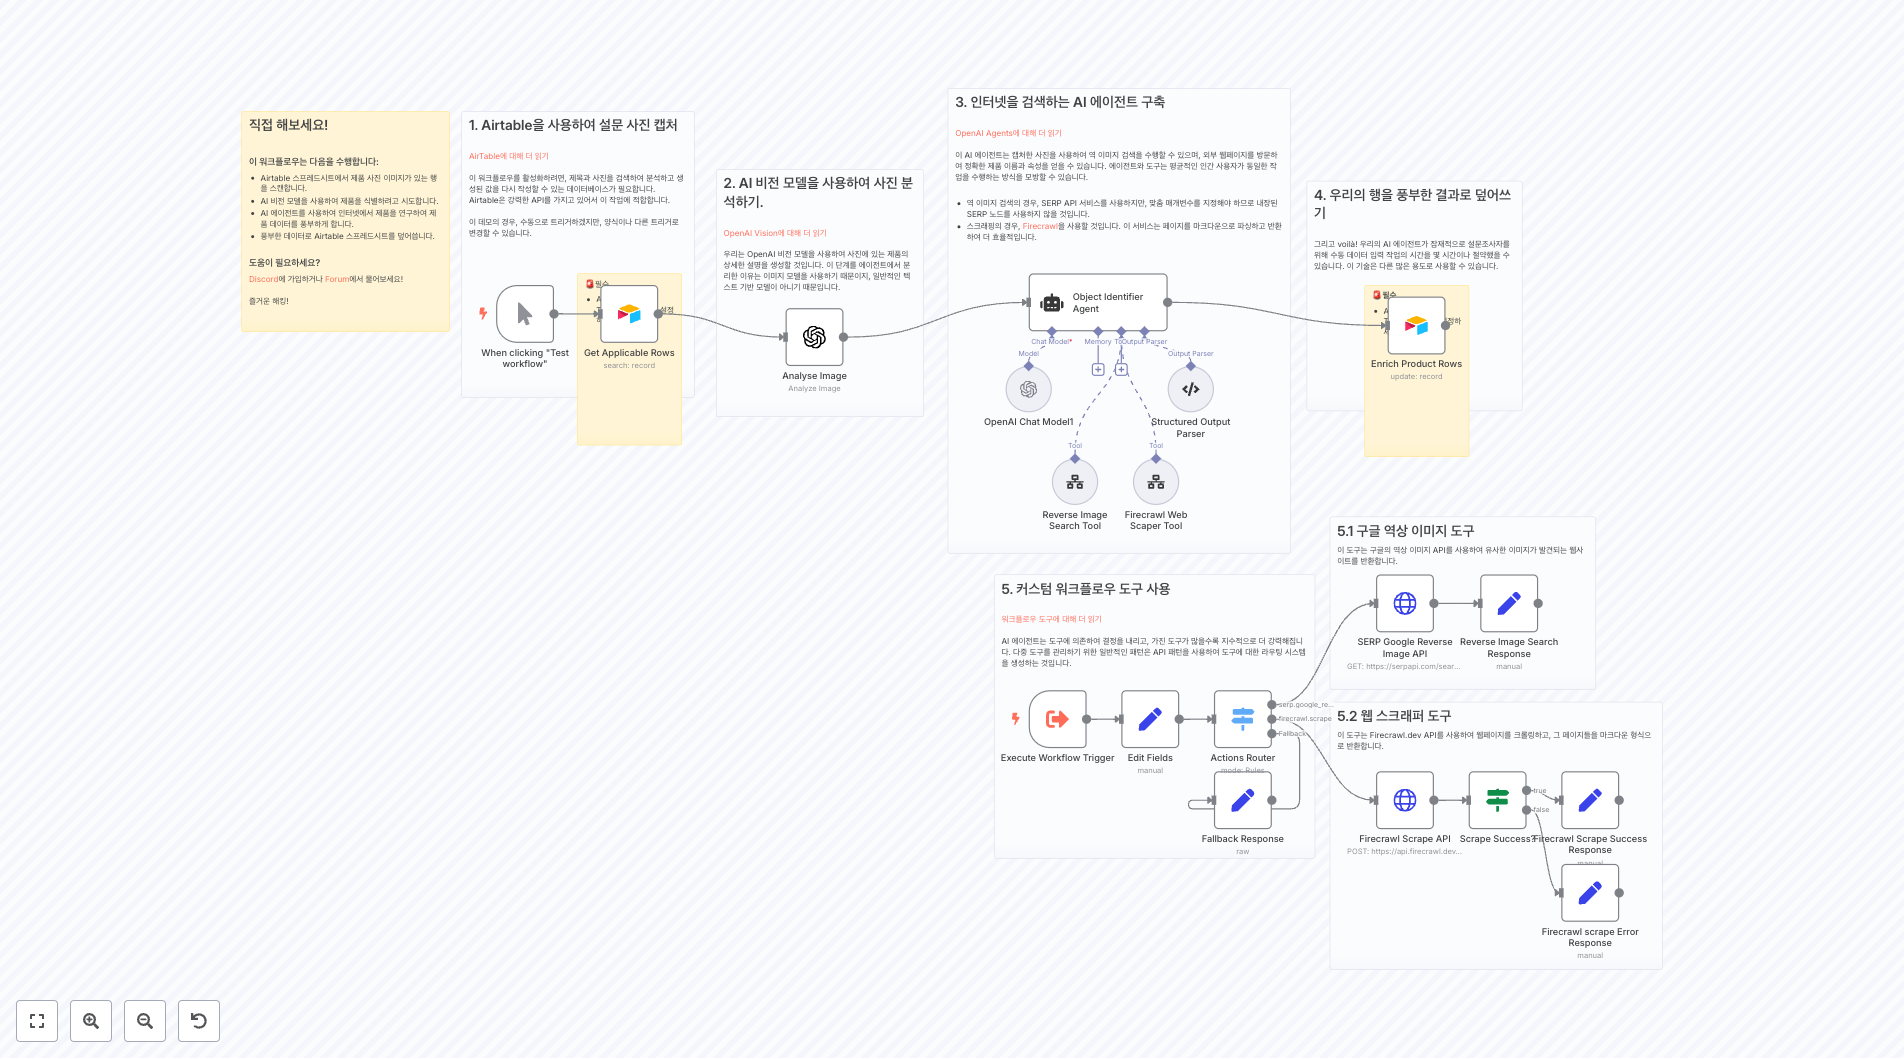 직접 해보세요!
이 워크플로우는 다음을 수행합니다:
Airtable 스프레드시트에서 제품 사진 이미지가 있는 행
을 스캔합니다.
AI 비전 모델을 사용하여 제품을 식별하려고 시도합니다.
AI 에이전트를 사용하여 인터넷에서 제품을 연구하여 제
품 데이터를 풍부하게 합니다.
풍부한 데이터로 Airtable 스프레드시트를 덮어씁니다.
도움이 필요하세요?
Discord에 가입하거나 Forum에서 물어보세요!
즐거운 해킹!
1. Airtable을 사용하여 설문 사진 캡처
AirTable에 대해 더 읽기
이 워크플로우를 활성화하려면, 제목과 사진을 검색하여 분석하고 생
성된 값을 다시 작성할 수 있는 데이터베이스가 필요합니다.
Airtable은 강력한 API를 가지고 있어서 이 작업에 적합합니다.
이 데모의 경우, 수동으로 트리거하겠지만, 양식이나 다른 트리거로
변경할 수 있습니다.
🚨필수
When clicking "Test
workflow"
Get Applicable Rows
search: record
2. AI 비전 모델을 사용하여 사진 분
석하기.
OpenAI Vision에 대해 더 읽기
우리는 OpenAI 비전 모델을 사용하여 사진에 있는 제품의
상세한 설명을 생성할 것입니다. 이 단계를 에이전트에서 분
리한 이유는 이미지 모델을 사용하기 때문이지, 일반적인 텍
스트 기반 모델이 아니기 때문입니다.
Analyse Image
Analyze Image
3. 인터넷을 검색하는 AI 에이전트 구축
OpenAI Agents에 대해 더 읽기
이 AI 에이전트는 캡처한 사진을 사용하여 역 이미지 검색을 수행할 수 있으며, 외부 웹페이지를 방문하
여 정확한 제품 이름과 속성을 얻을 수 있습니다. 에이전트와 도구는 평균적인 인간 사용자가 동일한 작
업을 수행하는 방식을 모방할 수 있습니다.
역 이미지 검색의 경우, SERP API 서비스를 사용하지만, 맞춤 매개변수를 지정해야 하므로 내장된
SERP 노드를 사용하지 않을 것입니다.
스크래핑의 경우, Firecrawl을 사용할 것입니다. 이 서비스는 페이지를 마크다운으로 파싱하고 반환
하여 더 효율적입니다.
Object Identifier
Agent
Chat Model*
Memory
Output Parser
Model
Output Parser
OpenAI Chat Model1
Structured Output
Parser
Tool
Tool
Reverse Image
Search Tool
Firecrawl Web
Scaper Tool
4. 우리의 행을 풍부한 결과로 덮어쓰
기
그리고 voilà! 우리의 AI 에이전트가 잠재적으로 설문조사자를
위해 수동 데이터 입력 작업의 시간을 몇 시간이나 절약했을 수
있습니다. 이 기술은 다른 많은 용도로 사용할 수 있습니다.
🚨필수
Enrich Product Rows
update: record
5. 커스텀 워크플로우 도구 사용
워크플로우 도구에 대해 더 읽기
AI 에이전트는 도구에 의존하여 결정을 내리고, 가진 도구가 많을수록 지수적으로 더 강력해집니
다. 다중 도구를 관리하기 위한 일반적인 패턴은 API 패턴을 사용하여 도구에 대한 라우팅 시스템
을 생성하는 것입니다.
Execute Workflow Trigger
Edit Fields
manual
Actions Router
mode: Rules
serp.google_re...
firecrawl.scrape
Fallback
Fallback Response
raw
5.1 구글 역상 이미지 도구
이 도구는 구글의 역상 이미지 API를 사용하여 유사한 이미지가 발견되는 웹사
이트를 반환합니다.
SERP Google Reverse
Image API
GET: https://serpapi.com/sear...
Reverse Image Search
Response
manual
5.2 웹 스크래퍼 도구
이 도구는 Firecrawl.dev API를 사용하여 웹페이지를 크롤링하고, 그 페이지들을 마크다운 형식으
로 반환합니다.
Firecrawl Scrape API
POST: https://api.firecrawl.dev...
Scrape Success?
true
false
Firecrawl Scrape Success
Response
manual
Firecrawl scrape Error
Response
manual